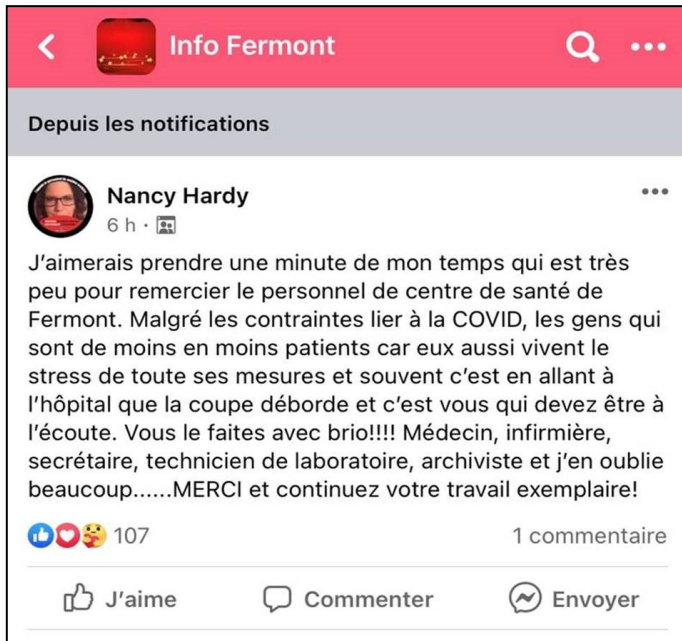 Info Fermont
Depuis les notifications
Nancy Hardy
6 h ·
J'aimerais prendre une minute de mon temps qui est très
peu pour remercier le personnel de centre de santé de
Fermont. Malgré les contraintes lier à la COVID, les gens qui
sont de moins en moins patients car eux aussi vivent le
stress de toute ses mesures et souvent c'est en allant à
l'hôpital que la coupe déborde et c'est vous qui devez être à
l'écoute. Vous le faites avec brio!!!! Médecin, infirmière,
secrétaire, technicien de laboratoire, archiviste et j'en oublie
beaucoup......MERCI et continuez votre travail exemplaire!
107
1 commentaire
J'aime
Commenter
Envoyer